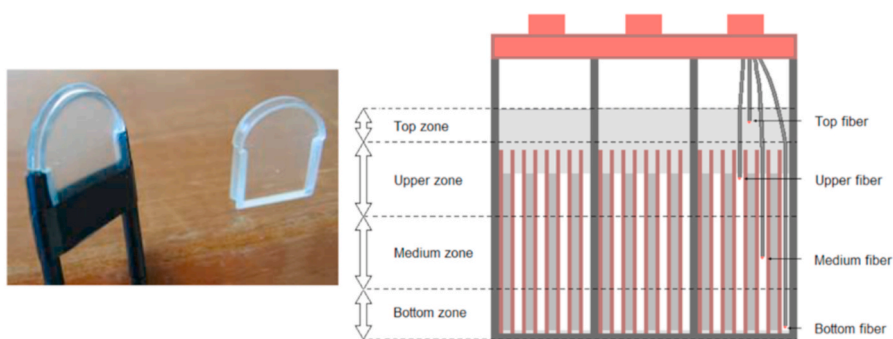 Top zone
Upper zone
Medium zone
Bottom zone
Top fiber
Upper fiber
Medium fiber
Bottom fiber